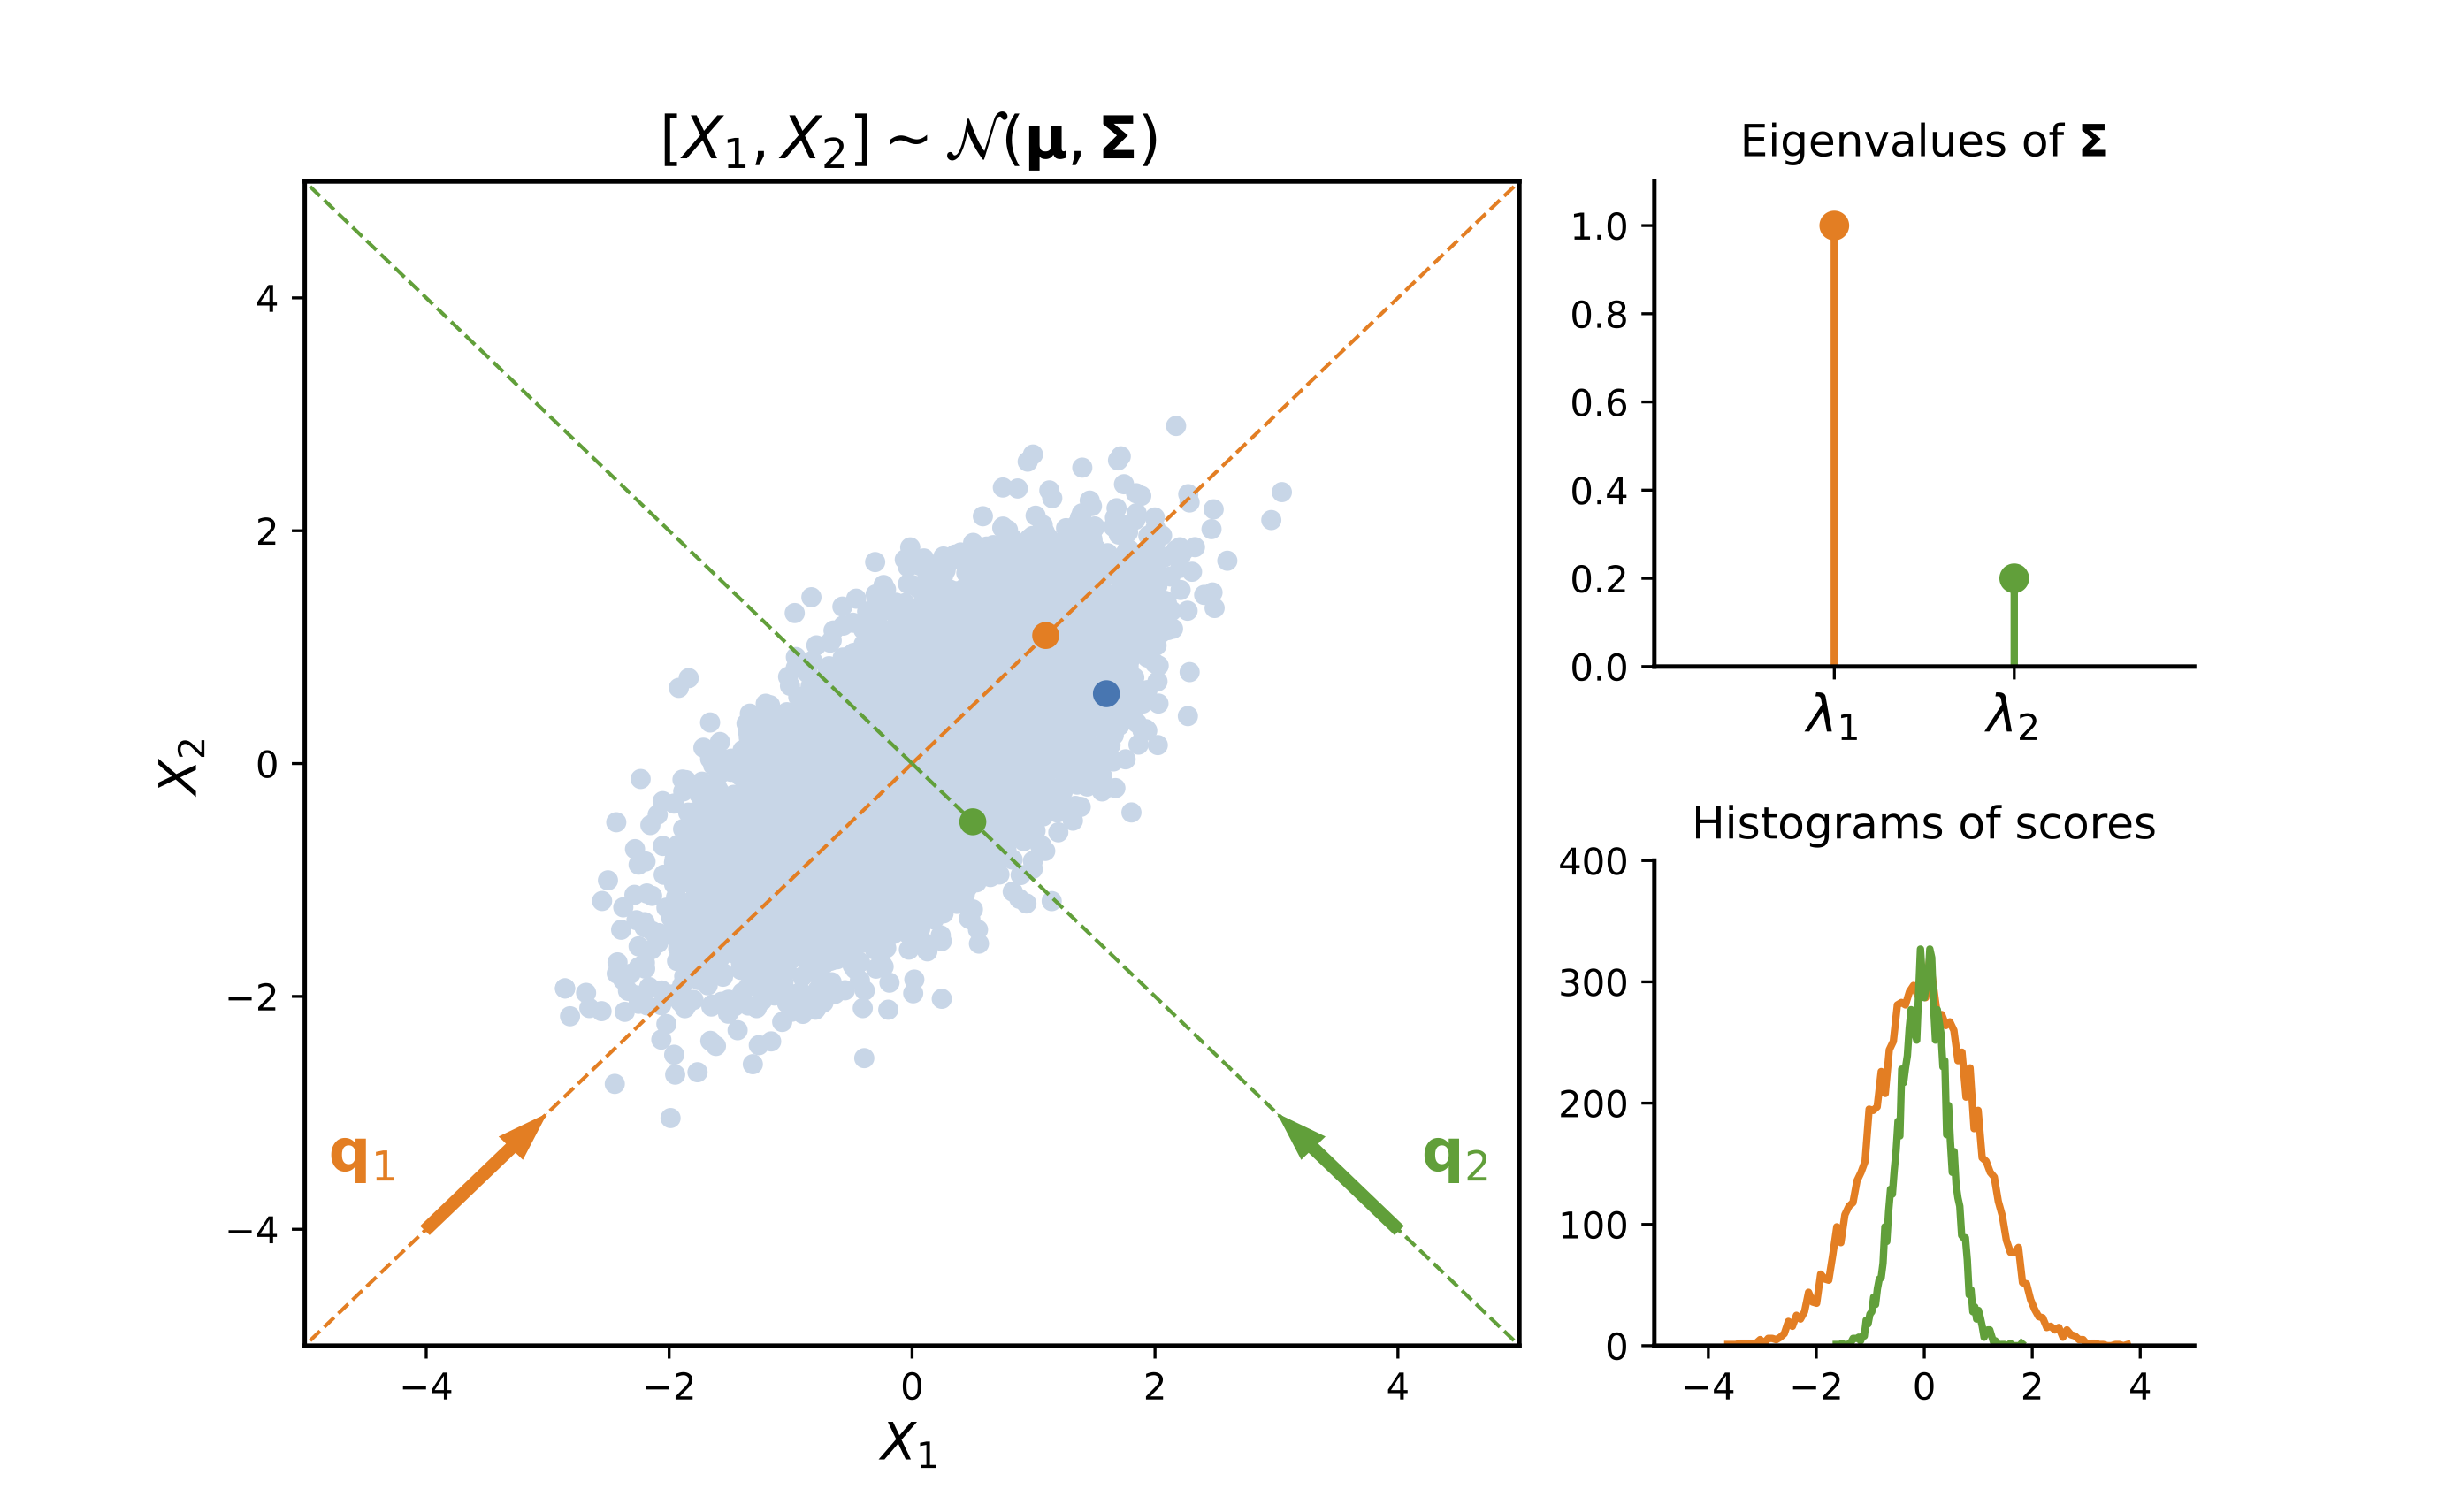 [X₁, X₂] ~ 𝒩(μ, Σ)
4
2
0
−2
−4
X₂
−4 −2 0 2 4
X₁
q₁
q₂
Eigenvalues of Σ
1.0
0.8
0.6
0.4
0.2
0.0
λ₁ λ₂
Histograms of scores
400
300
200
100
0
−4 −2 0 2 4